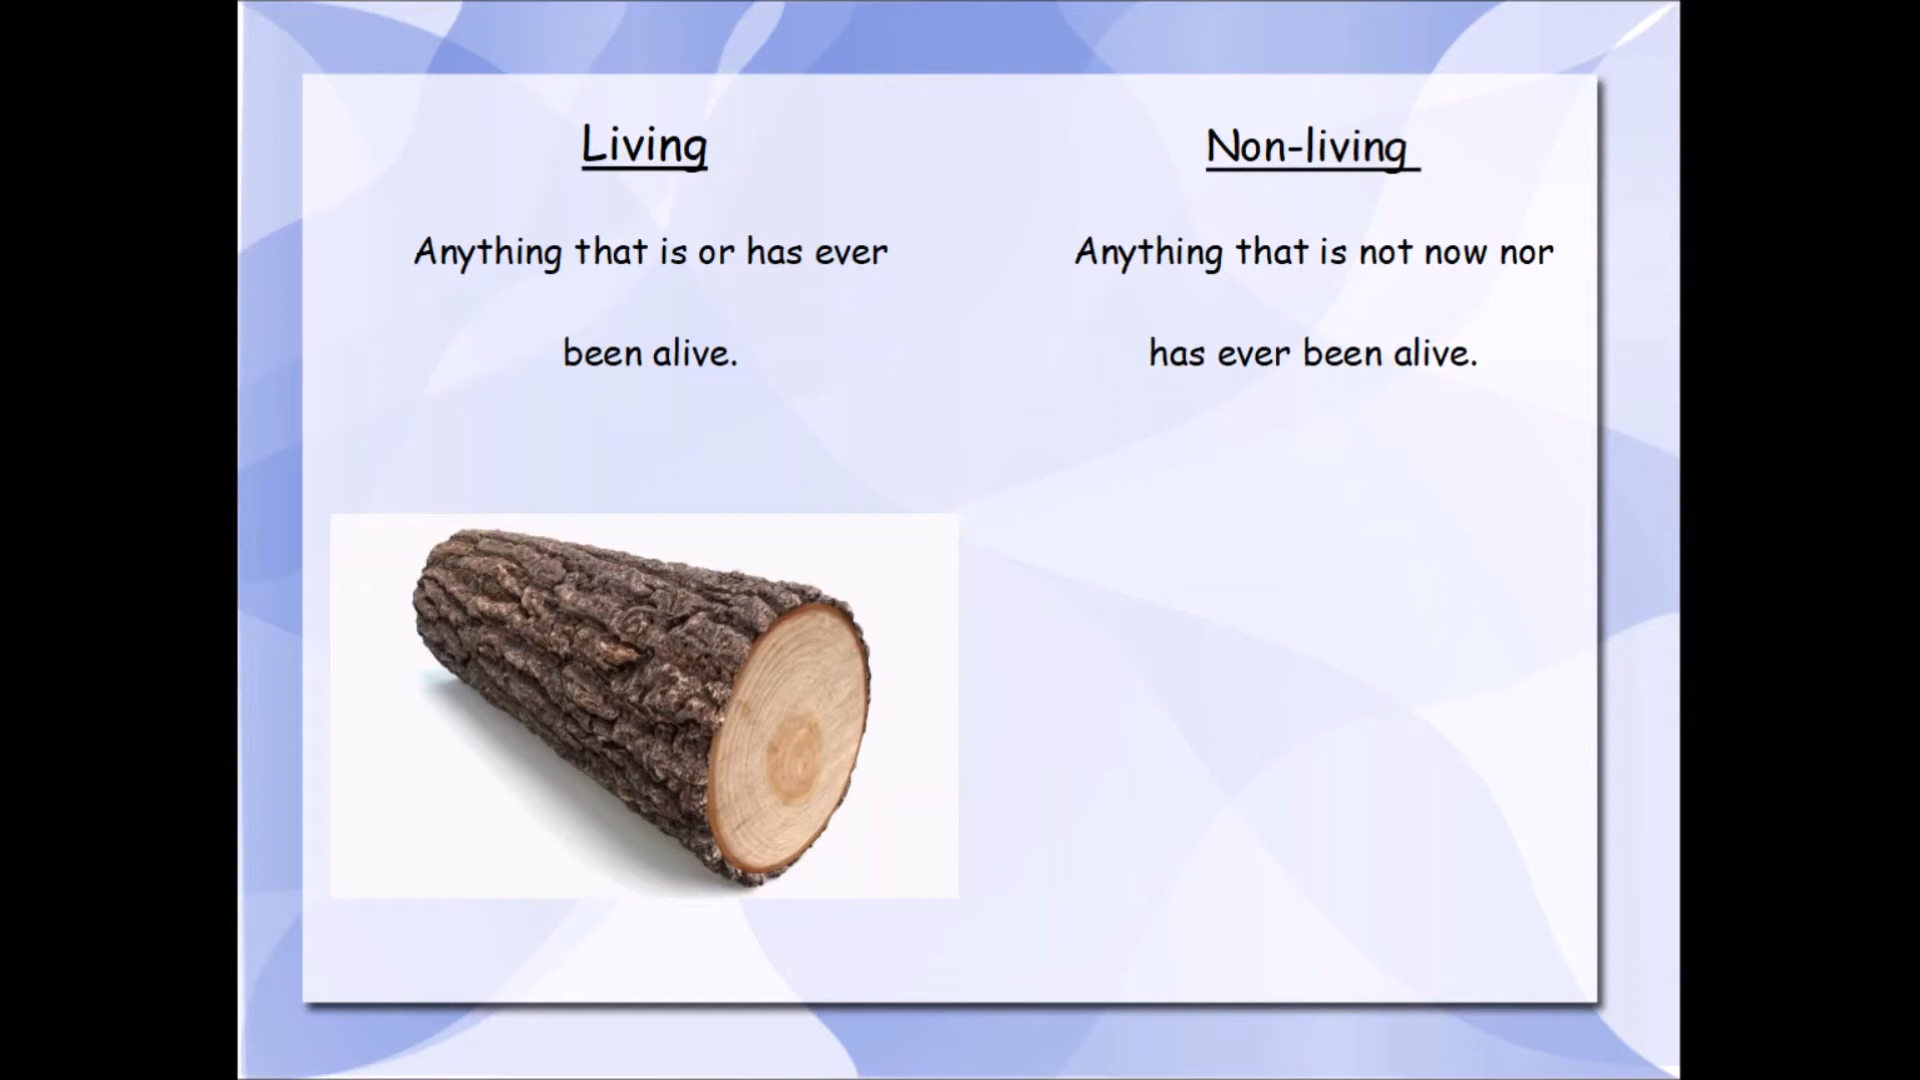 Living
Anything that is or has ever
been alive.
Non-living
Anything that is not now nor
has ever been alive.